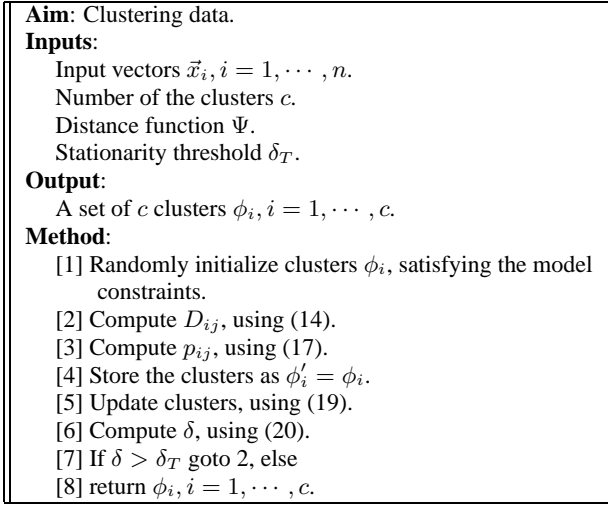 Aim: Clustering data.
Inputs:
Input vectors $\vec{x}_i, i = 1, \cdots, n$.
Number of the clusters $c$.
Distance function $\Psi$.
Stationarity threshold $\delta_T$.
Output:
A set of $c$ clusters $\phi_i, i = 1, \cdots, c$.
Method:
[1] Randomly initialize clusters $\phi_i$, satisfying the model
constraints.
[2] Compute $D_{ij}$, using (14).
[3] Compute $p_{ij}$, using (17).
[4] Store the clusters as $\phi'_i = \phi_i$.
[5] Update clusters, using (19).
[6] Compute $\delta$, using (20).
[7] If $\delta > \delta_T$ goto 2, else
[8] return $\phi_i, i = 1, \cdots, c$.